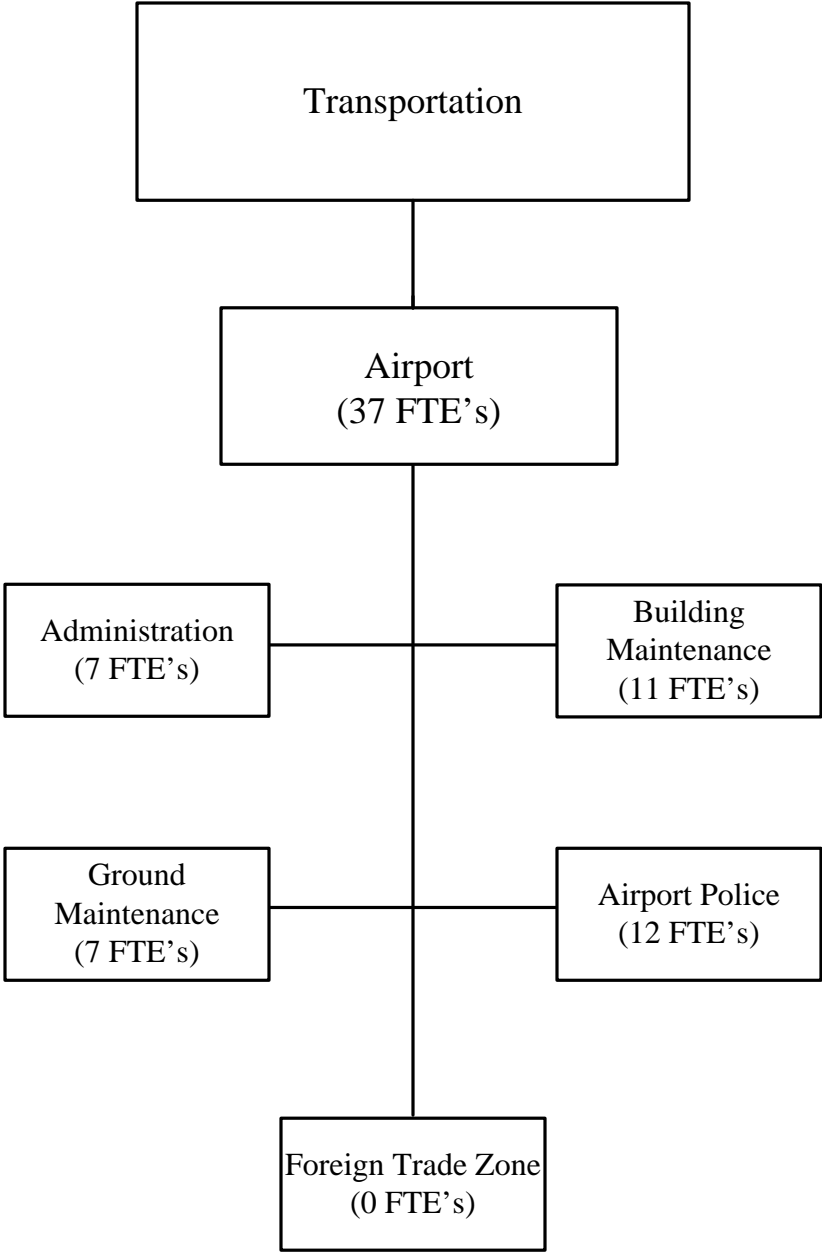 Transportation
Airport
(37 FTE’s)
Administration
(7 FTE’s)
Building
Maintenance
(11 FTE’s)
Ground
Maintenance
(7 FTE’s)
Airport Police
(12 FTE’s)
Foreign Trade Zone
(0 FTE’s)